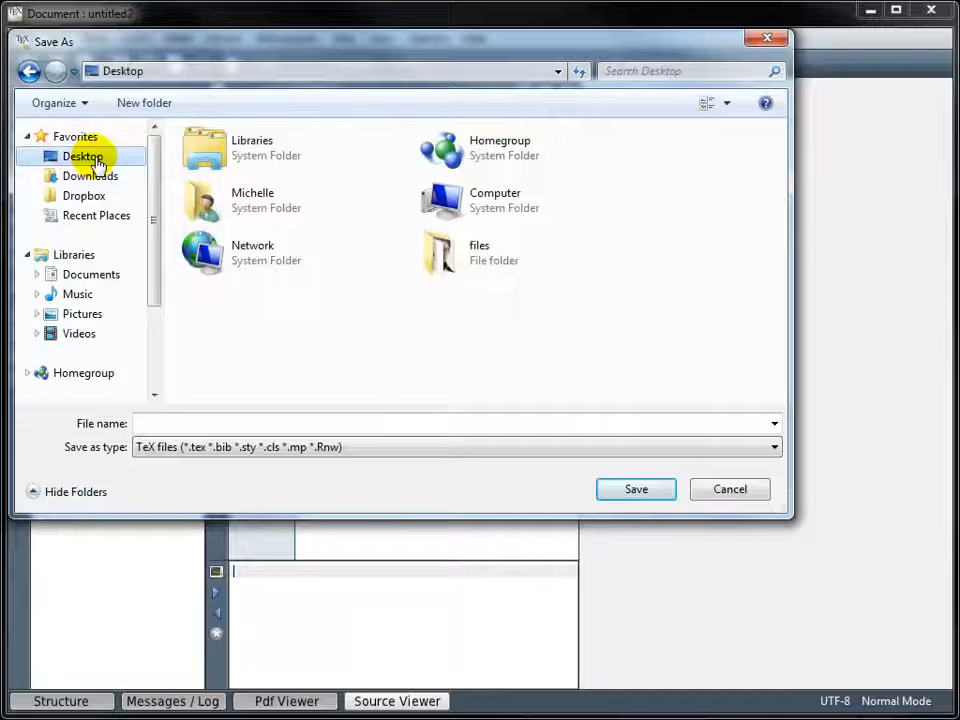 Document : untitled2
Save As
Desktop
Search Desktop
Organize
New folder
Favorites
Desktop
Downloads
Dropbox
Recent Places
Libraries
Documents
Music
Pictures
Videos
Homegroup
Libraries
System Folder
Homegroup
System Folder
Michelle
System Folder
Computer
System Folder
Network
System Folder
files
File folder
File name:
Save as type:
TeX files (*.tex *.bib *.sty *.cls *.mp *.Rnw)
Hide Folders
Save
Cancel
Structure
Messages / Log
Pdf Viewer
Source Viewer
UTF-8
Normal Mode